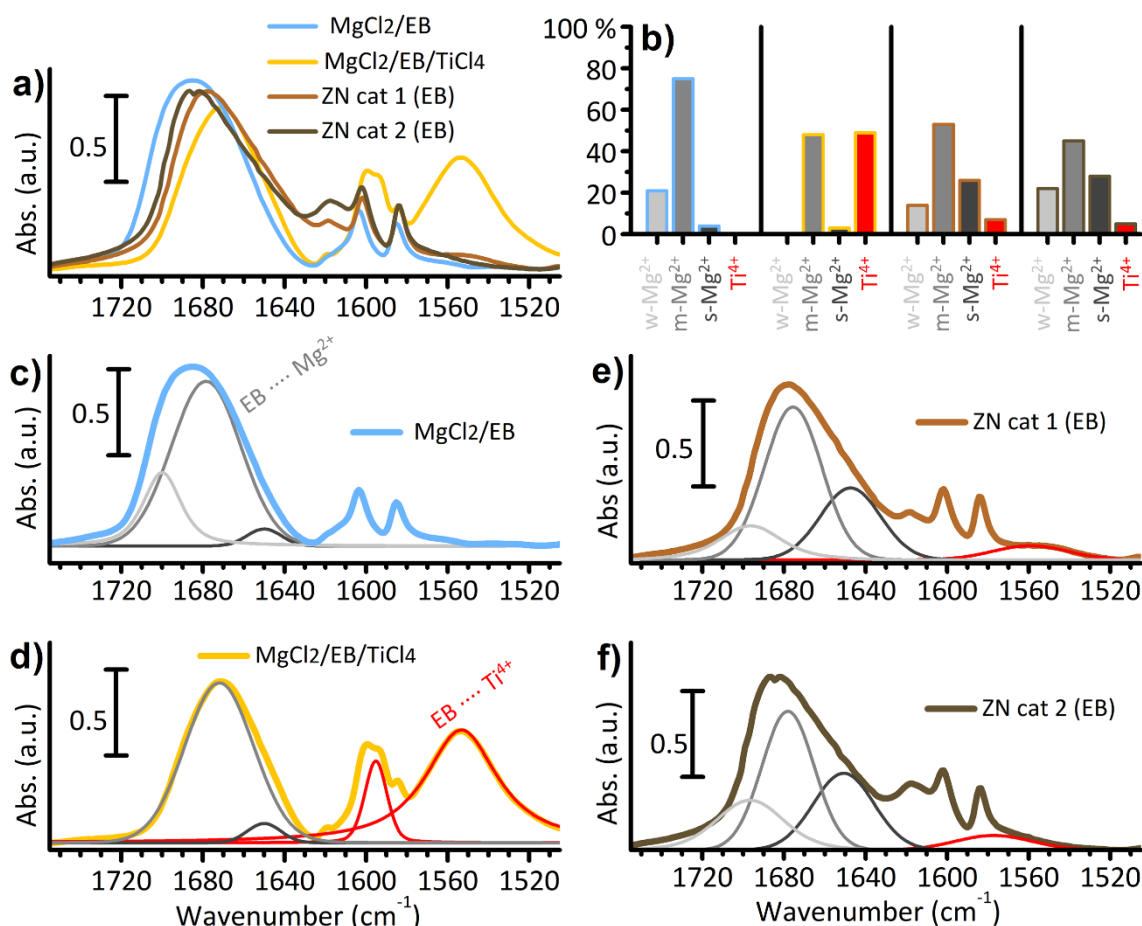 a)
MgCl₂/EB
MgCl₂/EB/TiCl₄
ZN cat 1 (EB)
ZN cat 2 (EB)
0.5
Abs. (a.u.)
1720 1680 1640 1600 1560 1520
b)
100 %
80
60
40
20
0
w-Mg²⁺ m-Mg²⁺ s-Mg²⁺ Ti⁴⁺ w-Mg²⁺ m-Mg²⁺ s-Mg²⁺ Ti⁴⁺ w-Mg²⁺ m-Mg²⁺ s-Mg²⁺ Ti⁴⁺ w-Mg²⁺ m-Mg²⁺ s-Mg²⁺ Ti⁴⁺
c)
EB ····· Mg²⁺
0.5
MgCl₂/EB
Abs. (a.u.)
1720 1680 1640 1600 1560 1520
e)
ZN cat 1 (EB)
0.5
Abs (a.u.)
1720 1680 1640 1600 1560 1520
d)
MgCl₂/EB/TiCl₄
EB ····· Ti⁴⁺
0.5
Abs. (a.u.)
1720 1680 1640 1600 1560 1520
Wavenumber (cm⁻¹)
f)
ZN cat 2 (EB)
0.5
Abs (a.u.)
1720 1680 1640 1600 1560 1520
Wavenumber (cm⁻¹)